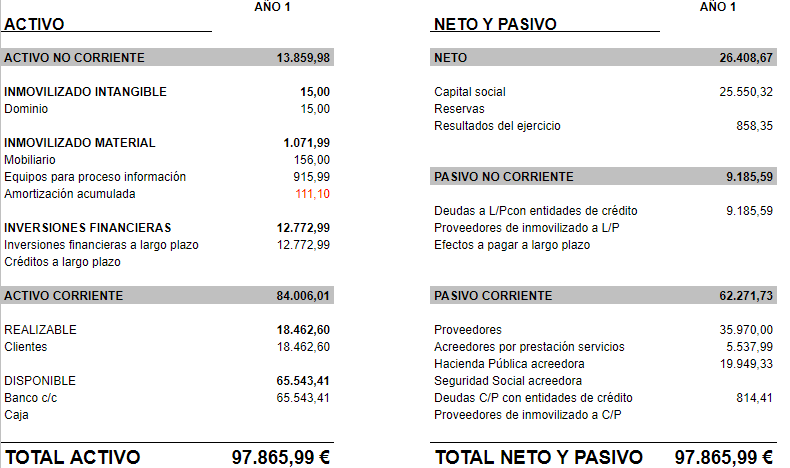 AÑO 1
ACTIVO
ACTIVO NO CORRIENTE 13.859,98
INMOVILIZADO INTANGIBLE 15,00
Dominio 15,00
INMOVILIZADO MATERIAL 1.071,99
Mobiliario 156,00
Equipos para proceso información 915,99
Amortización acumulada 111,10
INVERSIONES FINANCIERAS 12.772,99
Inversiones financieras a largo plazo 12.772,99
Créditos a largo plazo
ACTIVO CORRIENTE 84.006,01
REALIZABLE 18.462,60
Clientes 18.462,60
DISPONIBLE 65.543,41
Banco c/c 65.543,41
Caja
TOTAL ACTIVO 97.865,99 €
AÑO 1
NETO Y PASIVO
NETO 26.408,67
Capital social 25.550,32
Reservas
Resultados del ejercicio 858,35
PASIVO NO CORRIENTE 9.185,59
Deudas a L/Pcon entidades de crédito 9.185,59
Proveedores de inmovilizado a L/P
Efectos a pagar a largo plazo
PASIVO CORRIENTE 62.271,73
Proveedores 35.970,00
Acreedores por prestación servicios 5.537,99
Hacienda Pública acreedora 19.949,33
Seguridad Social acreedora
Deudas C/P con entidades de crédito 814,41
Proveedores de inmovilizado a C/P
TOTAL NETO Y PASIVO 97.865,99 €